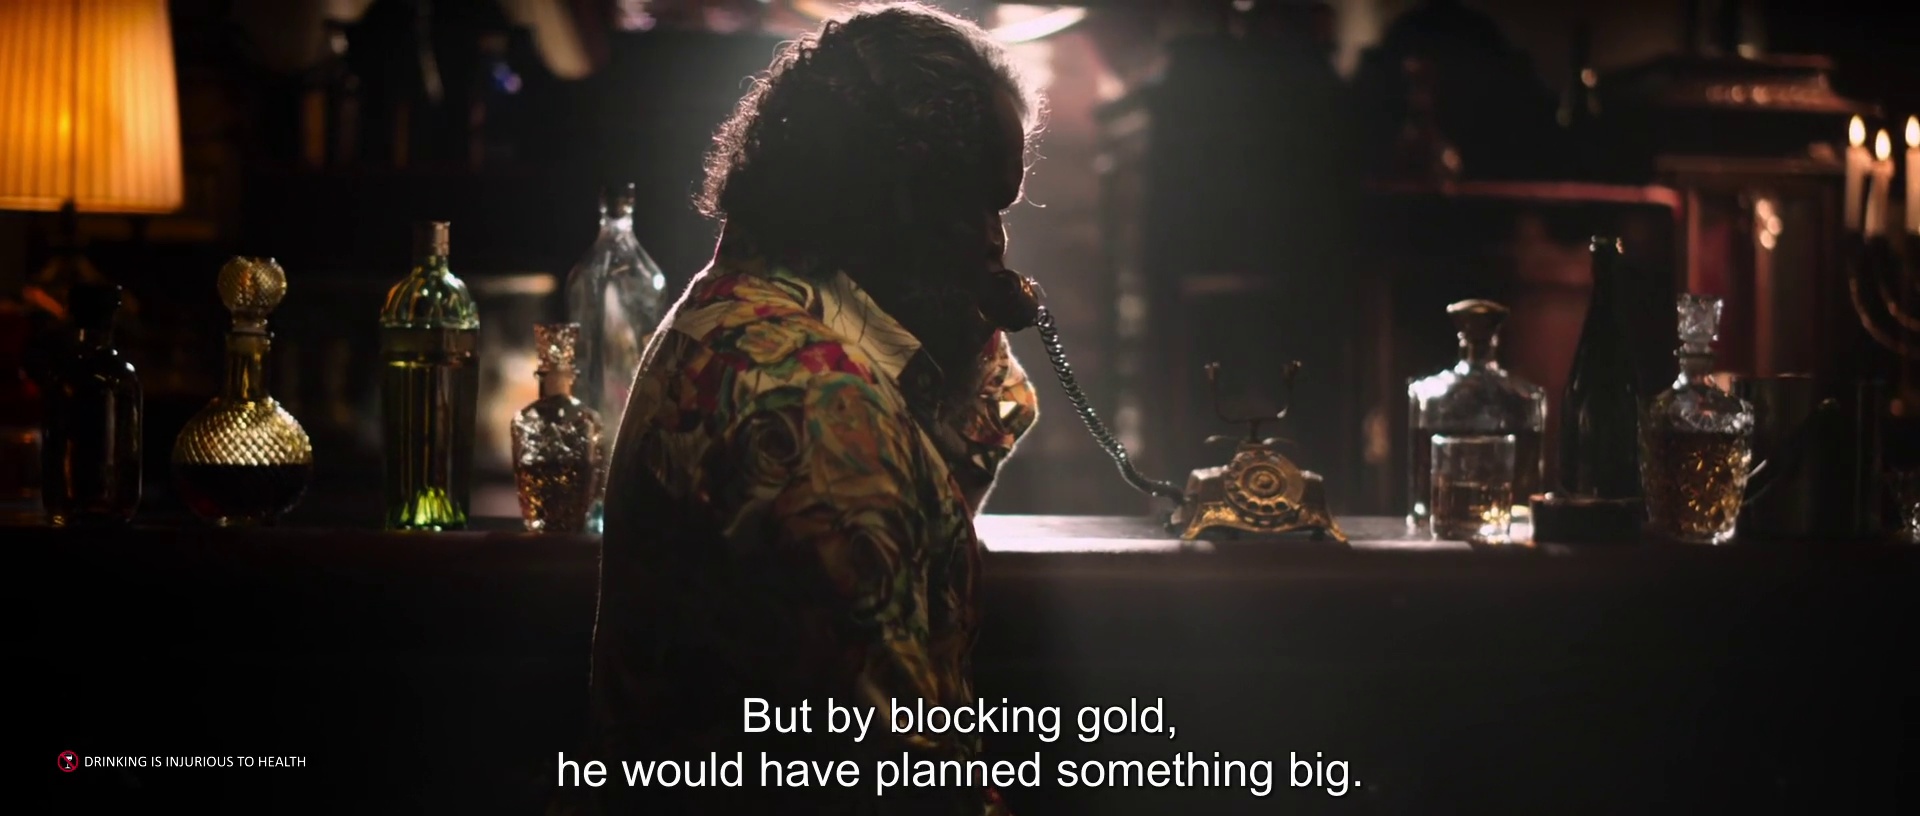 But by blocking gold,
he would have planned something big.
DRINKING IS INJURIOUS TO HEALTH